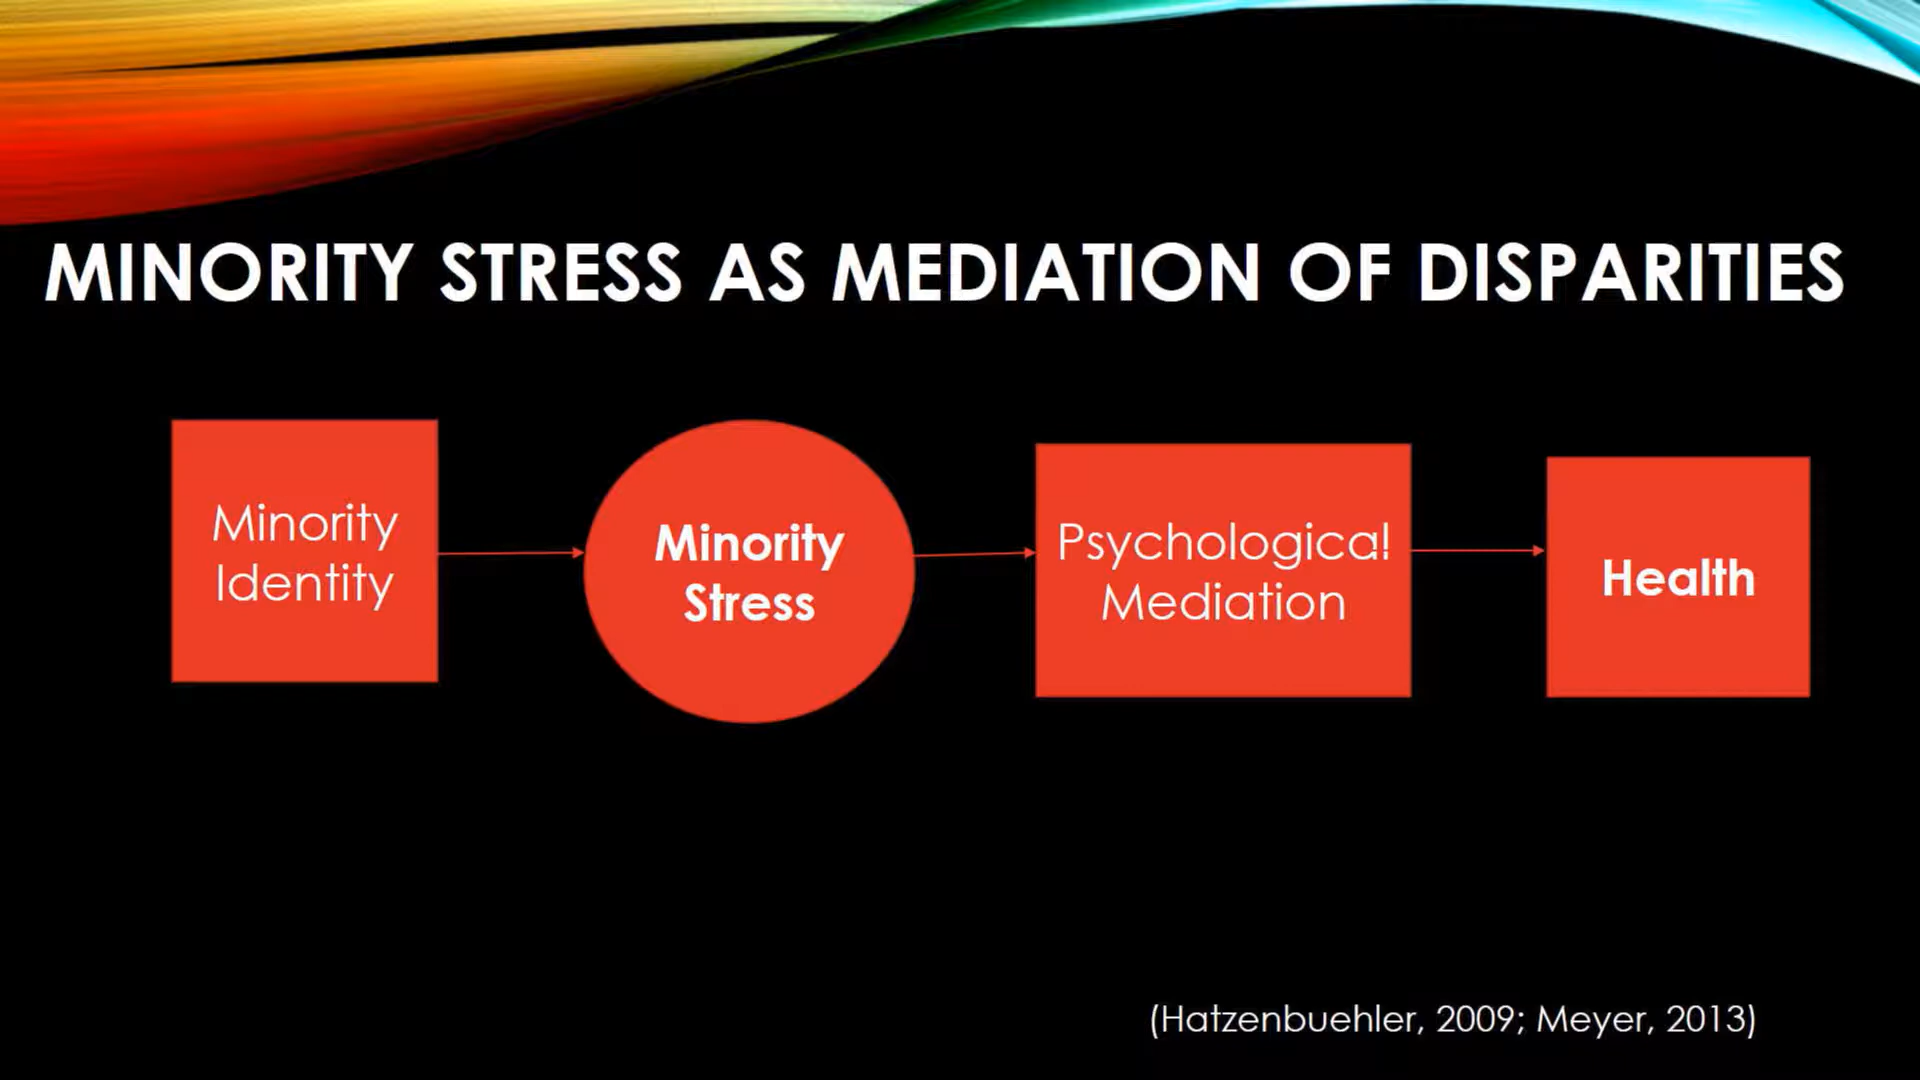 MINORITY STRESS AS MEDIATION OF DISPARITIES
Minority
Identity
Minority
Stress
Psychological
Mediation
Health
(Hatzenbuehler, 2009; Meyer, 2013)